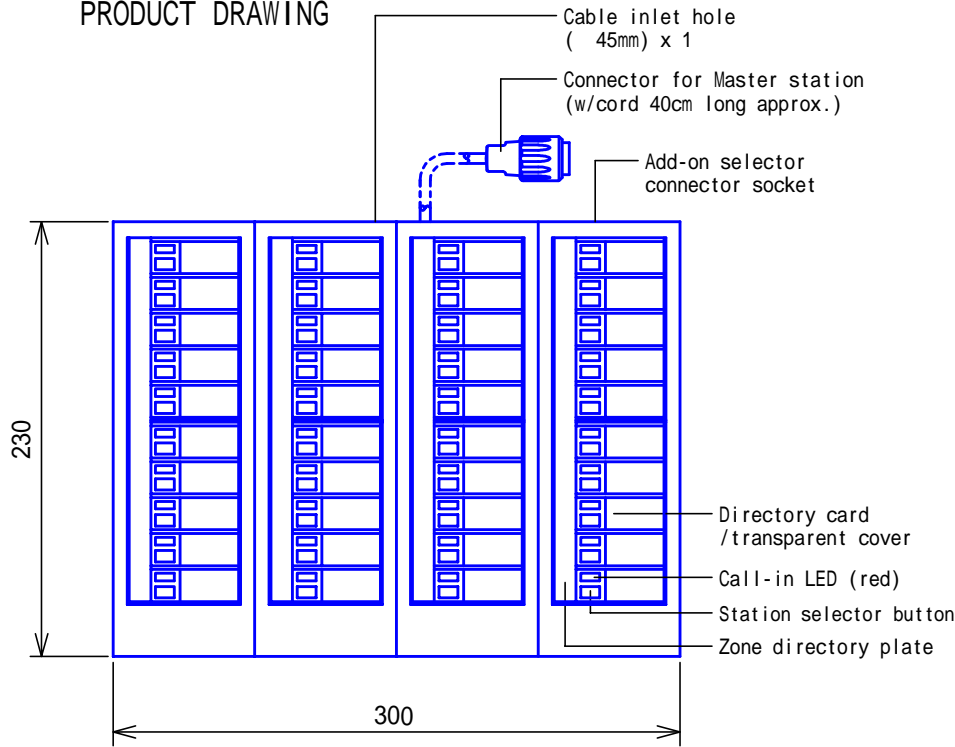 PRODUCT DRAWING
Cable inlet hole
( 45mm) x 1
Connector for Master station
(w/cord 40cm long approx.)
Add-on selector
connector socket
230
Directory card
/transparent cover
Call-in LED (red)
Station selector button
Zone directory plate
300